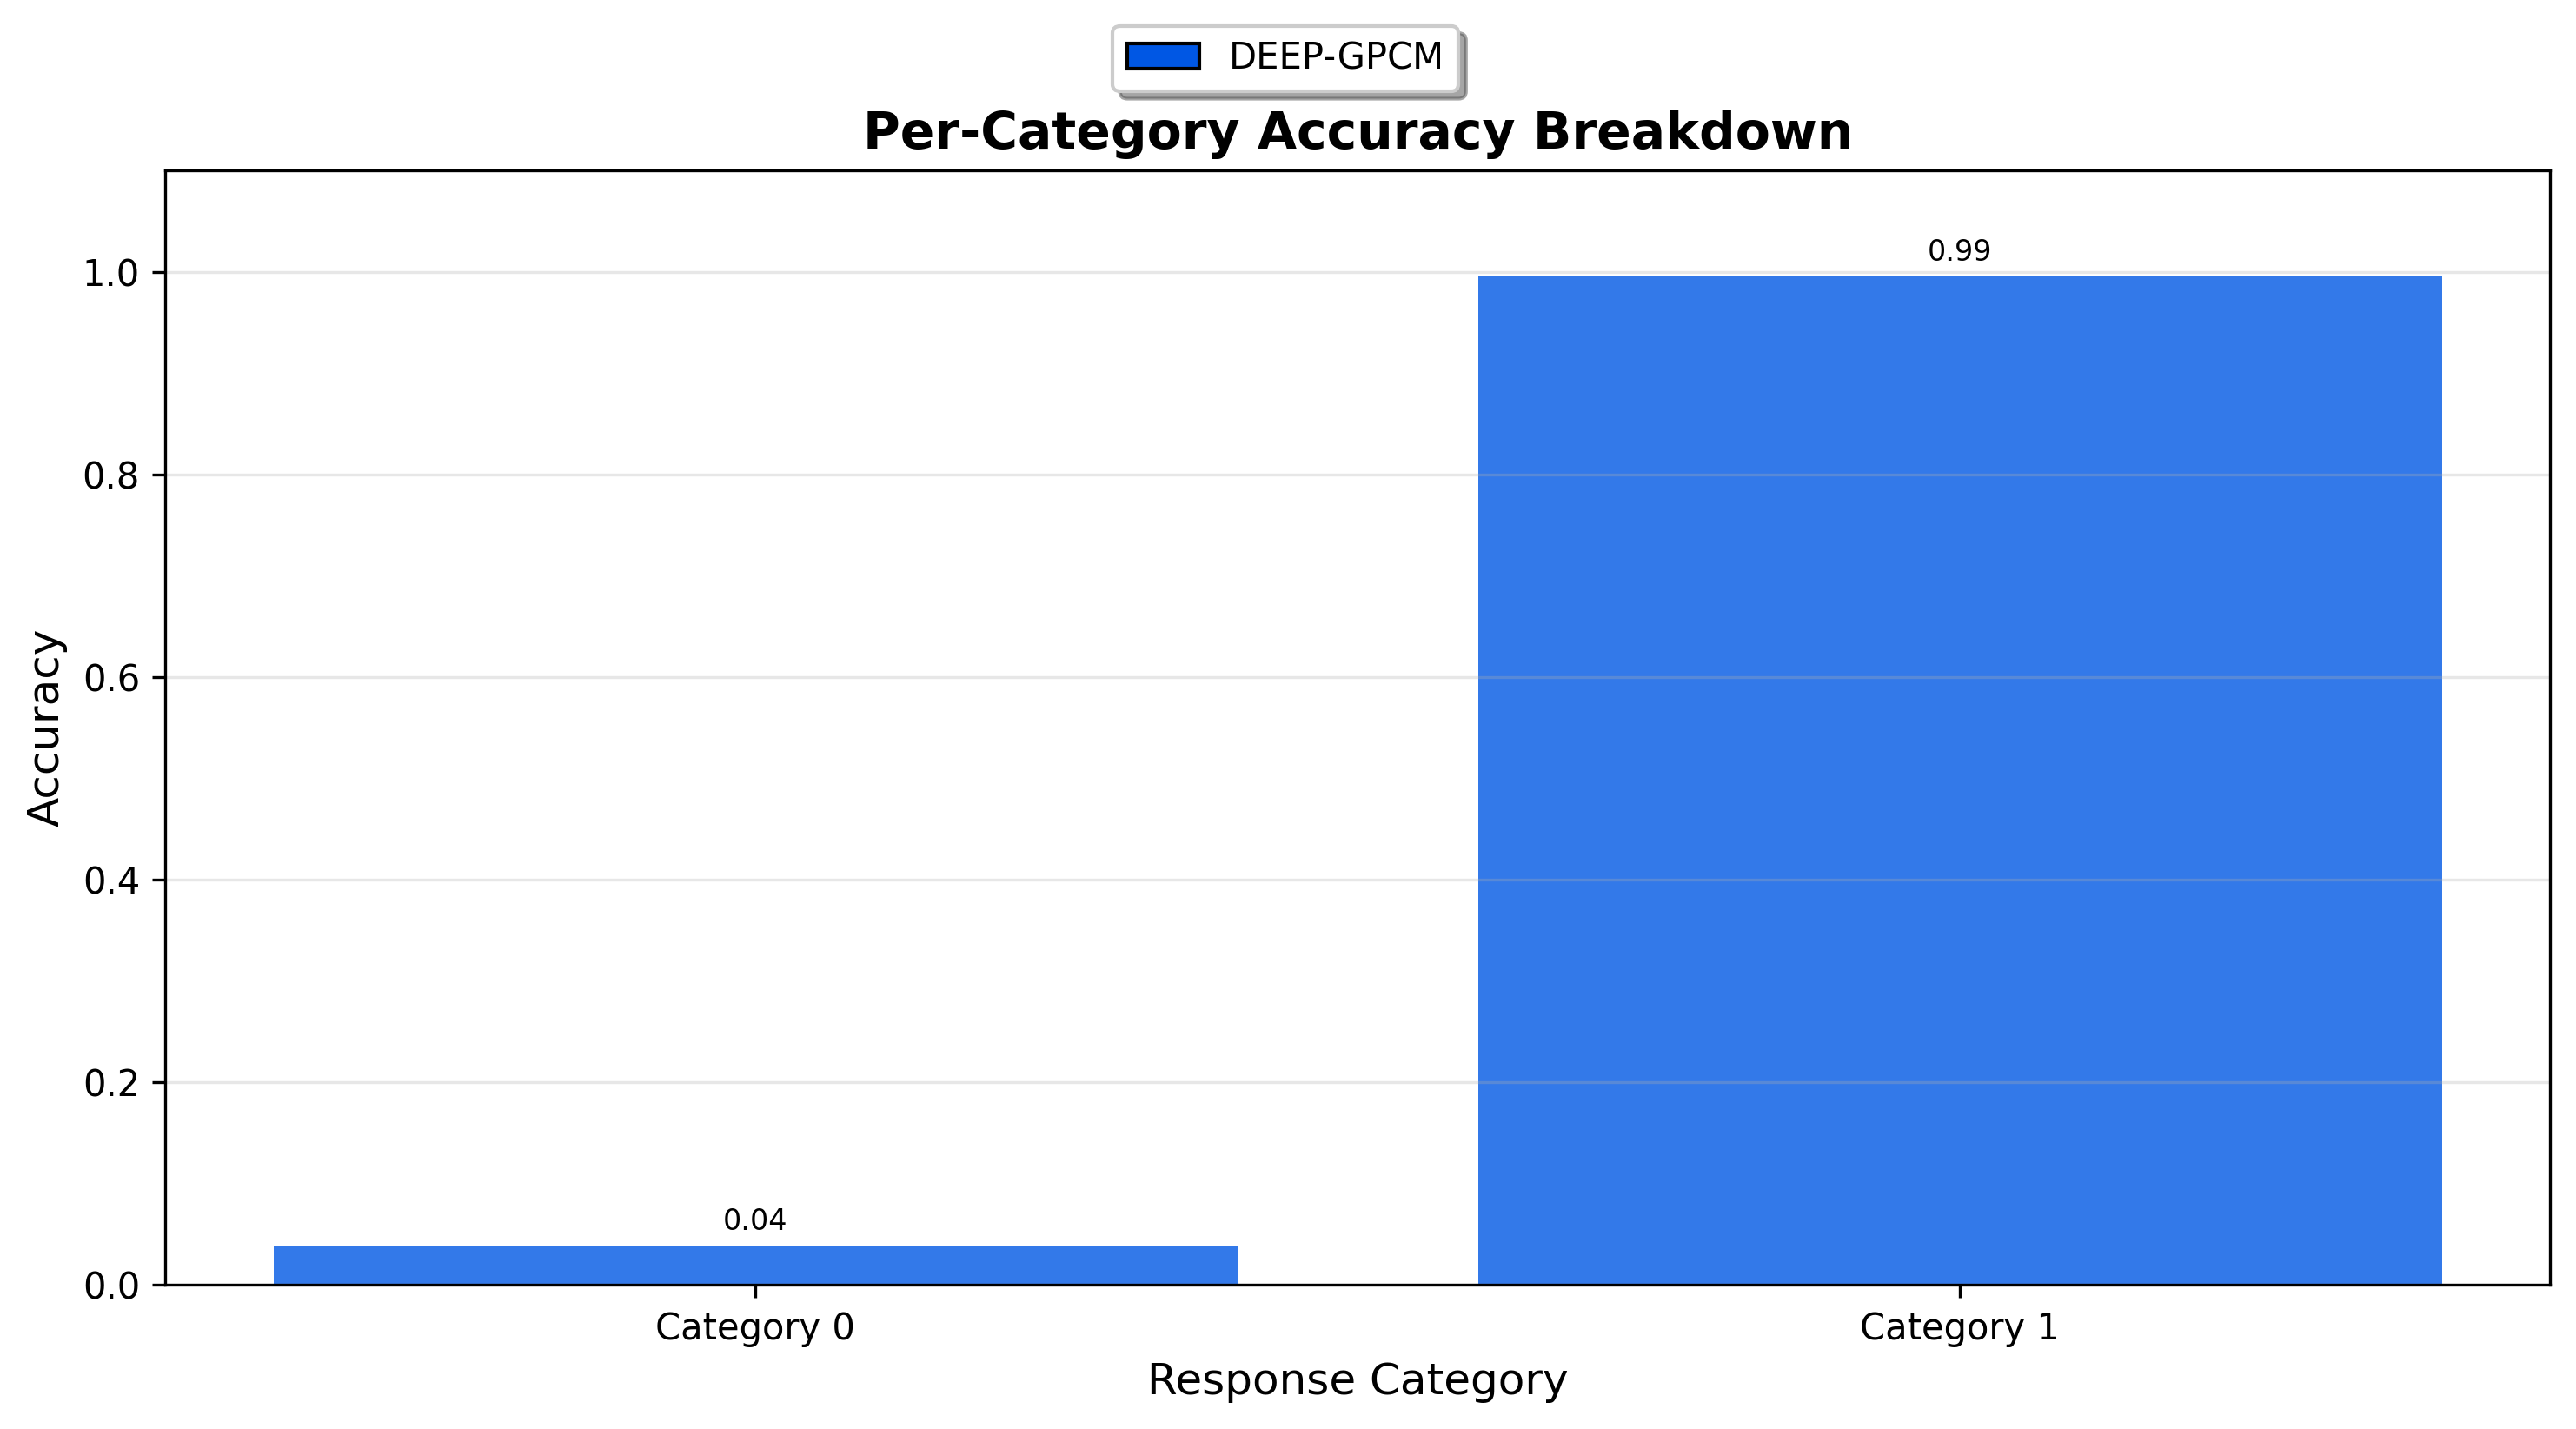 DEEP-GPCM
Per-Category Accuracy Breakdown
Accuracy
1.0
0.8
0.6
0.4
0.2
0.0
0.04
0.99
Category 0
Category 1
Response Category